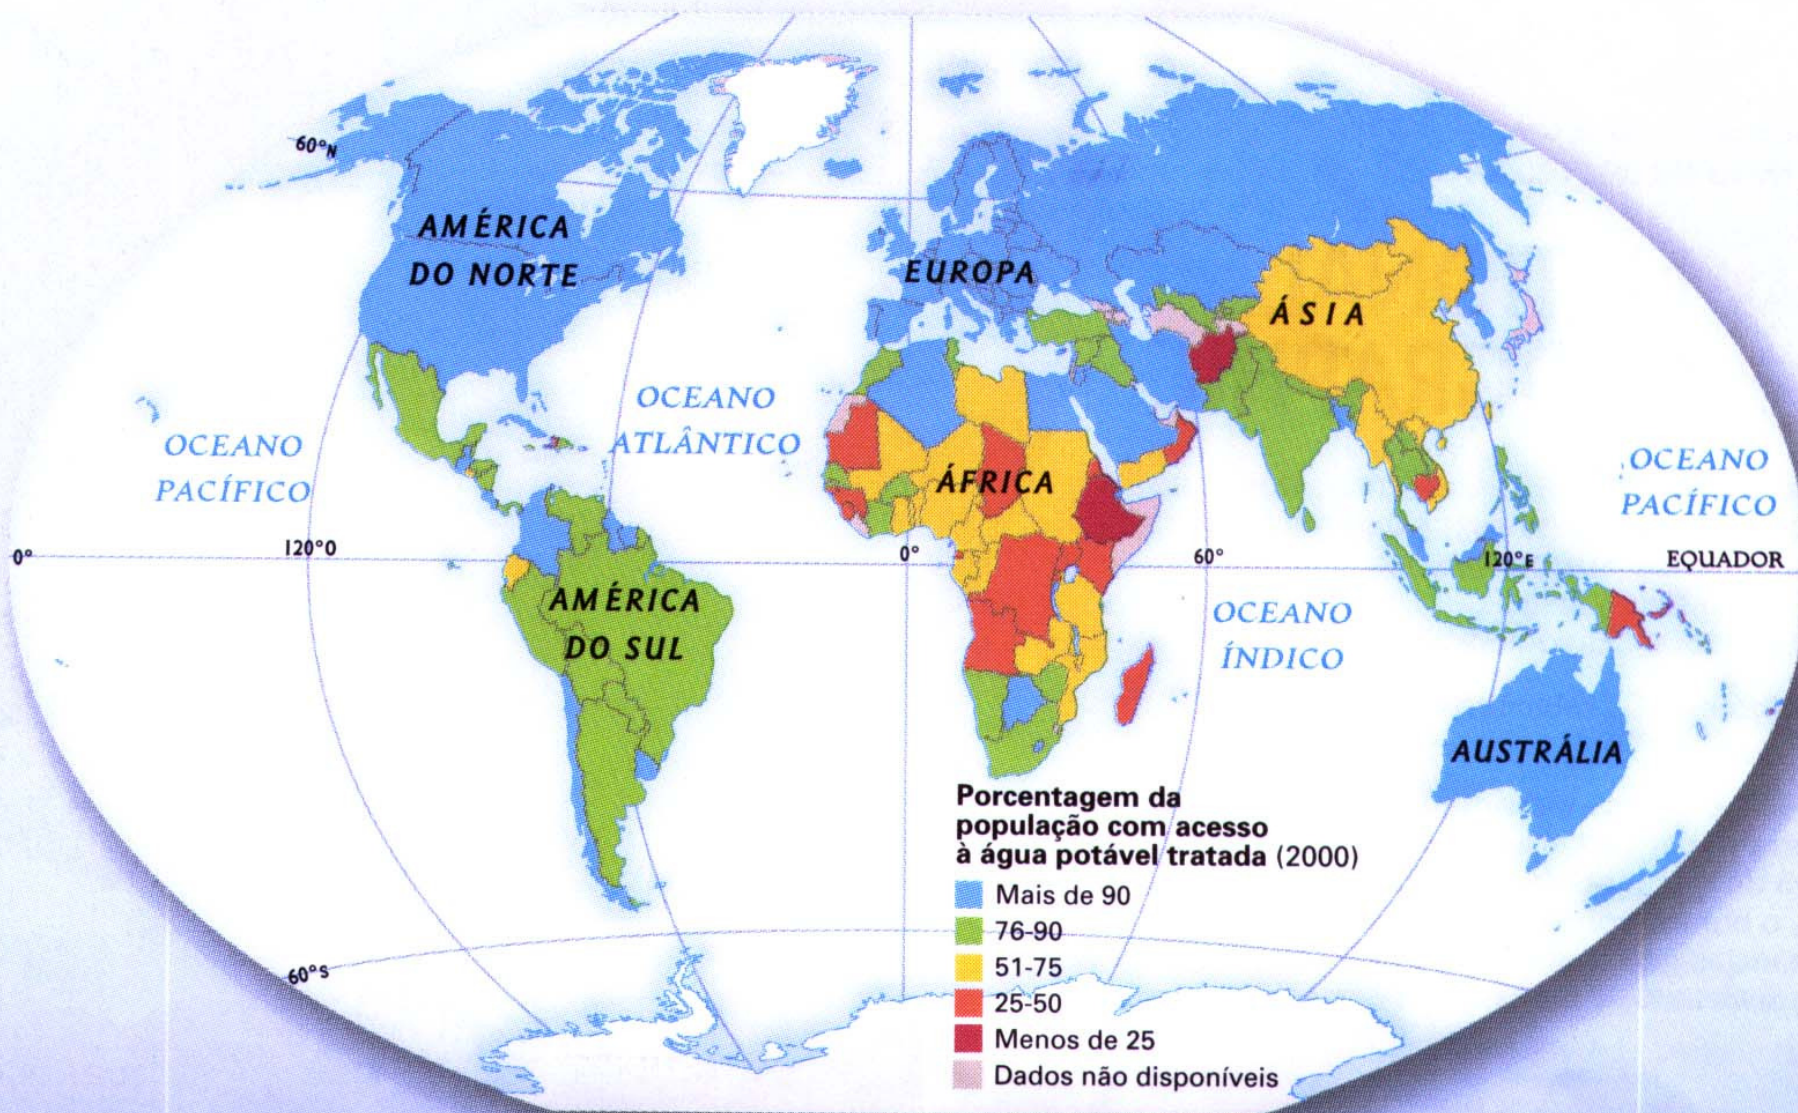 60°N
AMÉRICA
DO NORTE
EUROPA
ÁSIA
OCEANO
ATLÂNTICO
OCEANO
PACÍFICO
ÁFRICA
OCEANO
PACÍFICO
0°
120°O
0°
60°
120°E
EQUADOR
AMÉRICA
DO SUL
OCEANO
ÍNDICO
AUSTRÁLIA
Porcentagem da
população com acesso
à água potável tratada (2000)
Mais de 90
76-90
51-75
25-50
Menos de 25
Dados não disponíveis
60°S